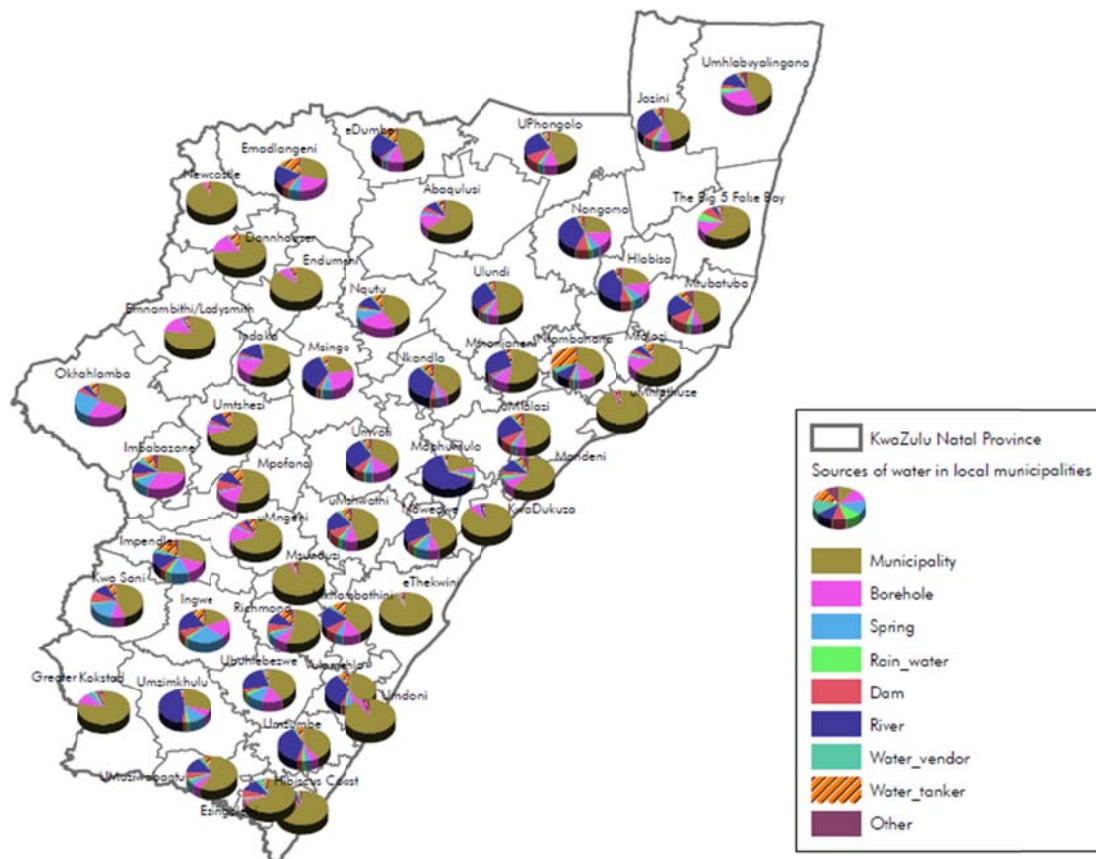 Umhlabuyalingana
Jozini
eDumbe
UPhongolo
Emadlangeni
Newcastle
Abaqulusi
The Big 5 False Bay
Nongoma
Dannhauser
Endumeni
Hlabisa
Ulundi
Mtubatuba
Nqutu
Emnambithi/Ladysmith
Indaka
Msinga
Nkandla
Mthonjaneni
Ntambanana
Mfolozi
Okhahlamba
uMhlathuze
Umtshezi
uMlalazi
Imbabazane
Umvoti
Maphumulo
Mandeni
Mpofana
uMshwathi
Ndwedwe
KwaDukuza
uMngeni
Impendle
Msunduzi
Kwa Sani
eThekwini
Ingwe
Richmond
Mkhambathini
Ubuhlebezwe
Vulamehlo
Greater Kokstad
Umzimkhulu
Umdoni
Umzumbe
UMuziwabantu
Hibiscus Coast
KwaZulu Natal Province
Sources of water in local municipalities
Municipality
Borehole
Spring
Rain_water
Dam
River
Water_vendor
Water_tanker
Other